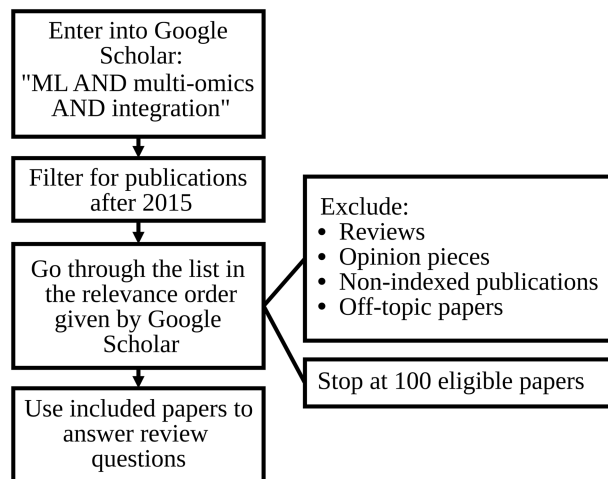 Enter into Google
Scholar:
"ML AND multi-omics
AND integration"
Filter for publications
after 2015
Go through the list in
the relevance order
given by Google
Scholar
Exclude:
• Reviews
• Opinion pieces
• Non-indexed publications
• Off-topic papers
Stop at 100 eligible papers
Use included papers to
answer review
questions